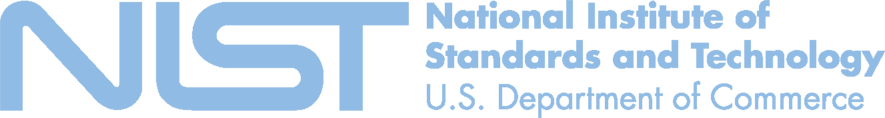 NIST
National Institute of
Standards and Technology
U.S. Department of Commerce